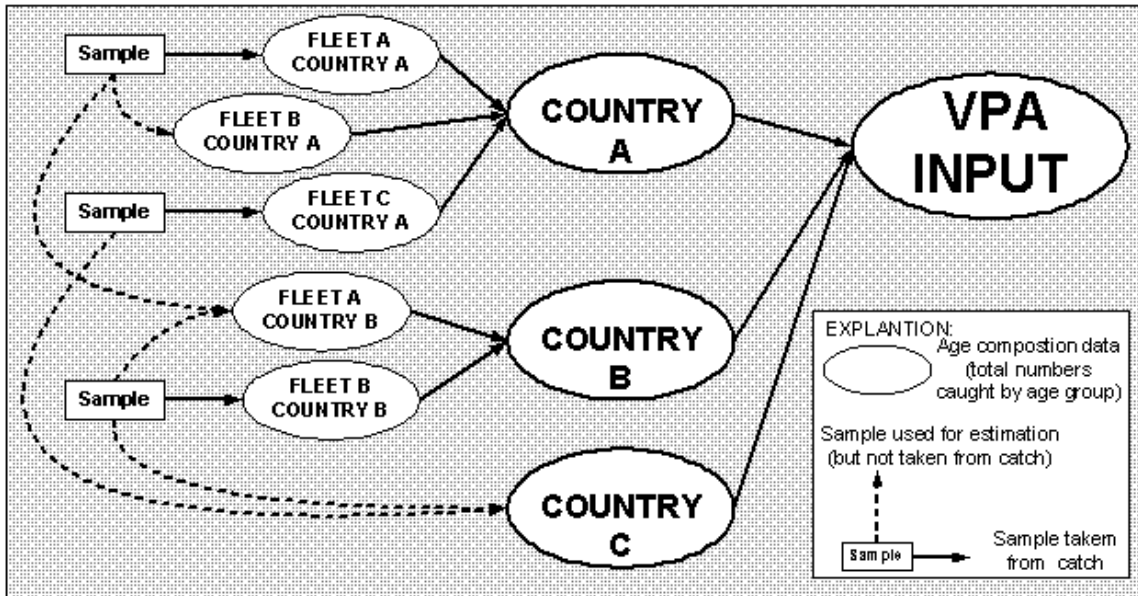 Sample
FLEET A
COUNTRY A
FLEET B
COUNTRY A
Sample
FLEET C
COUNTRY A
COUNTRY
A
VPA
INPUT
FLEET A
COUNTRY B
Sample
FLEET B
COUNTRY B
COUNTRY
B
COUNTRY
C
EXPLANTION:
Age compostion data
(total numbers
caught by age group)
Sample used for estimation
(but not taken from catch)
Sample
Sample takem
from catch